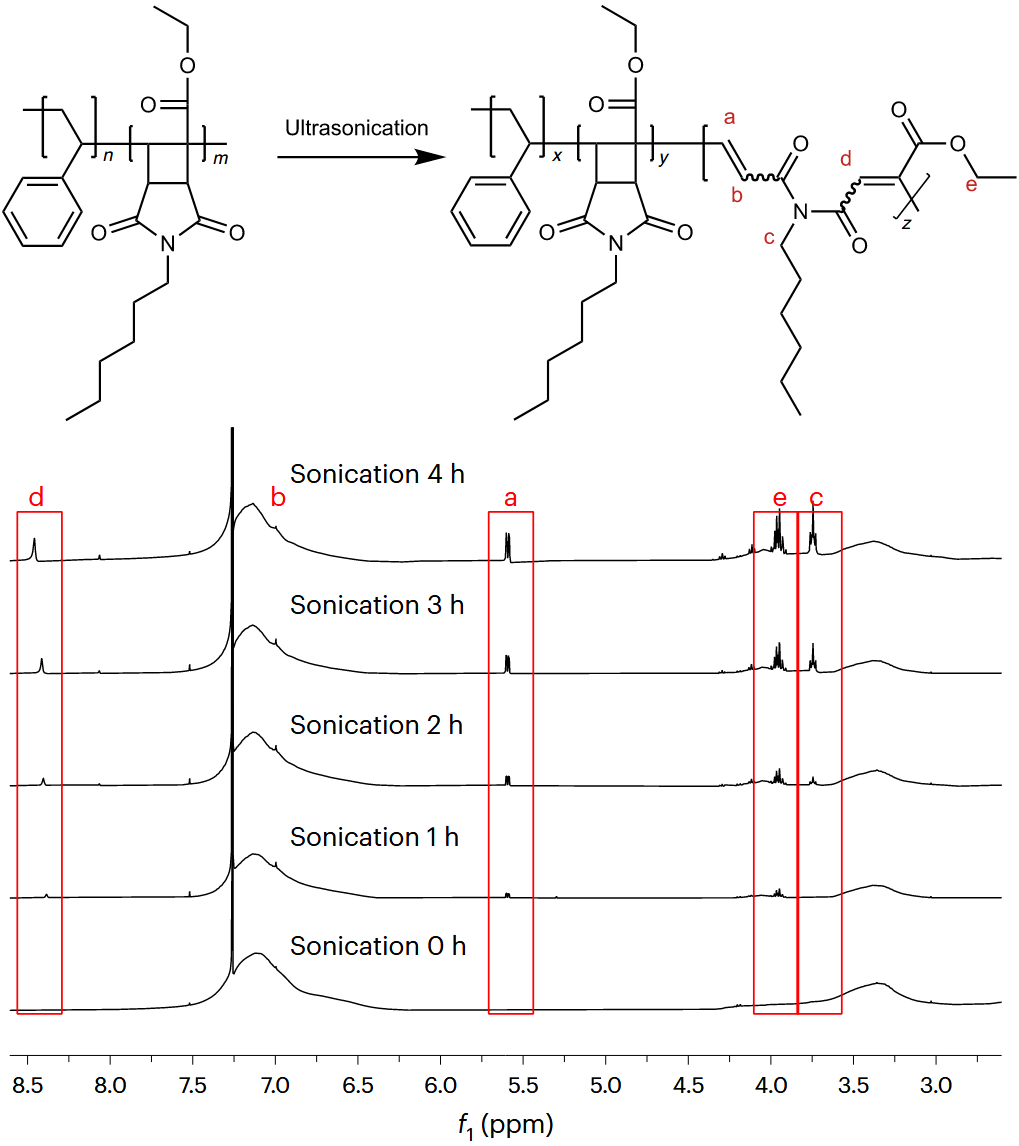 O
O
n
m
O
N
O
Ultrasonication
O
O
x
y
O
N
O
a
b
O
N
c
O
d
O
O
e
z
Sonication 4 h
d
b
a
e
c
Sonication 3 h
Sonication 2 h
Sonication 1 h
Sonication 0 h
8.5 8.0 7.5 7.0 6.5 6.0 5.5 5.0 4.5 4.0 3.5 3.0
f1 (ppm)